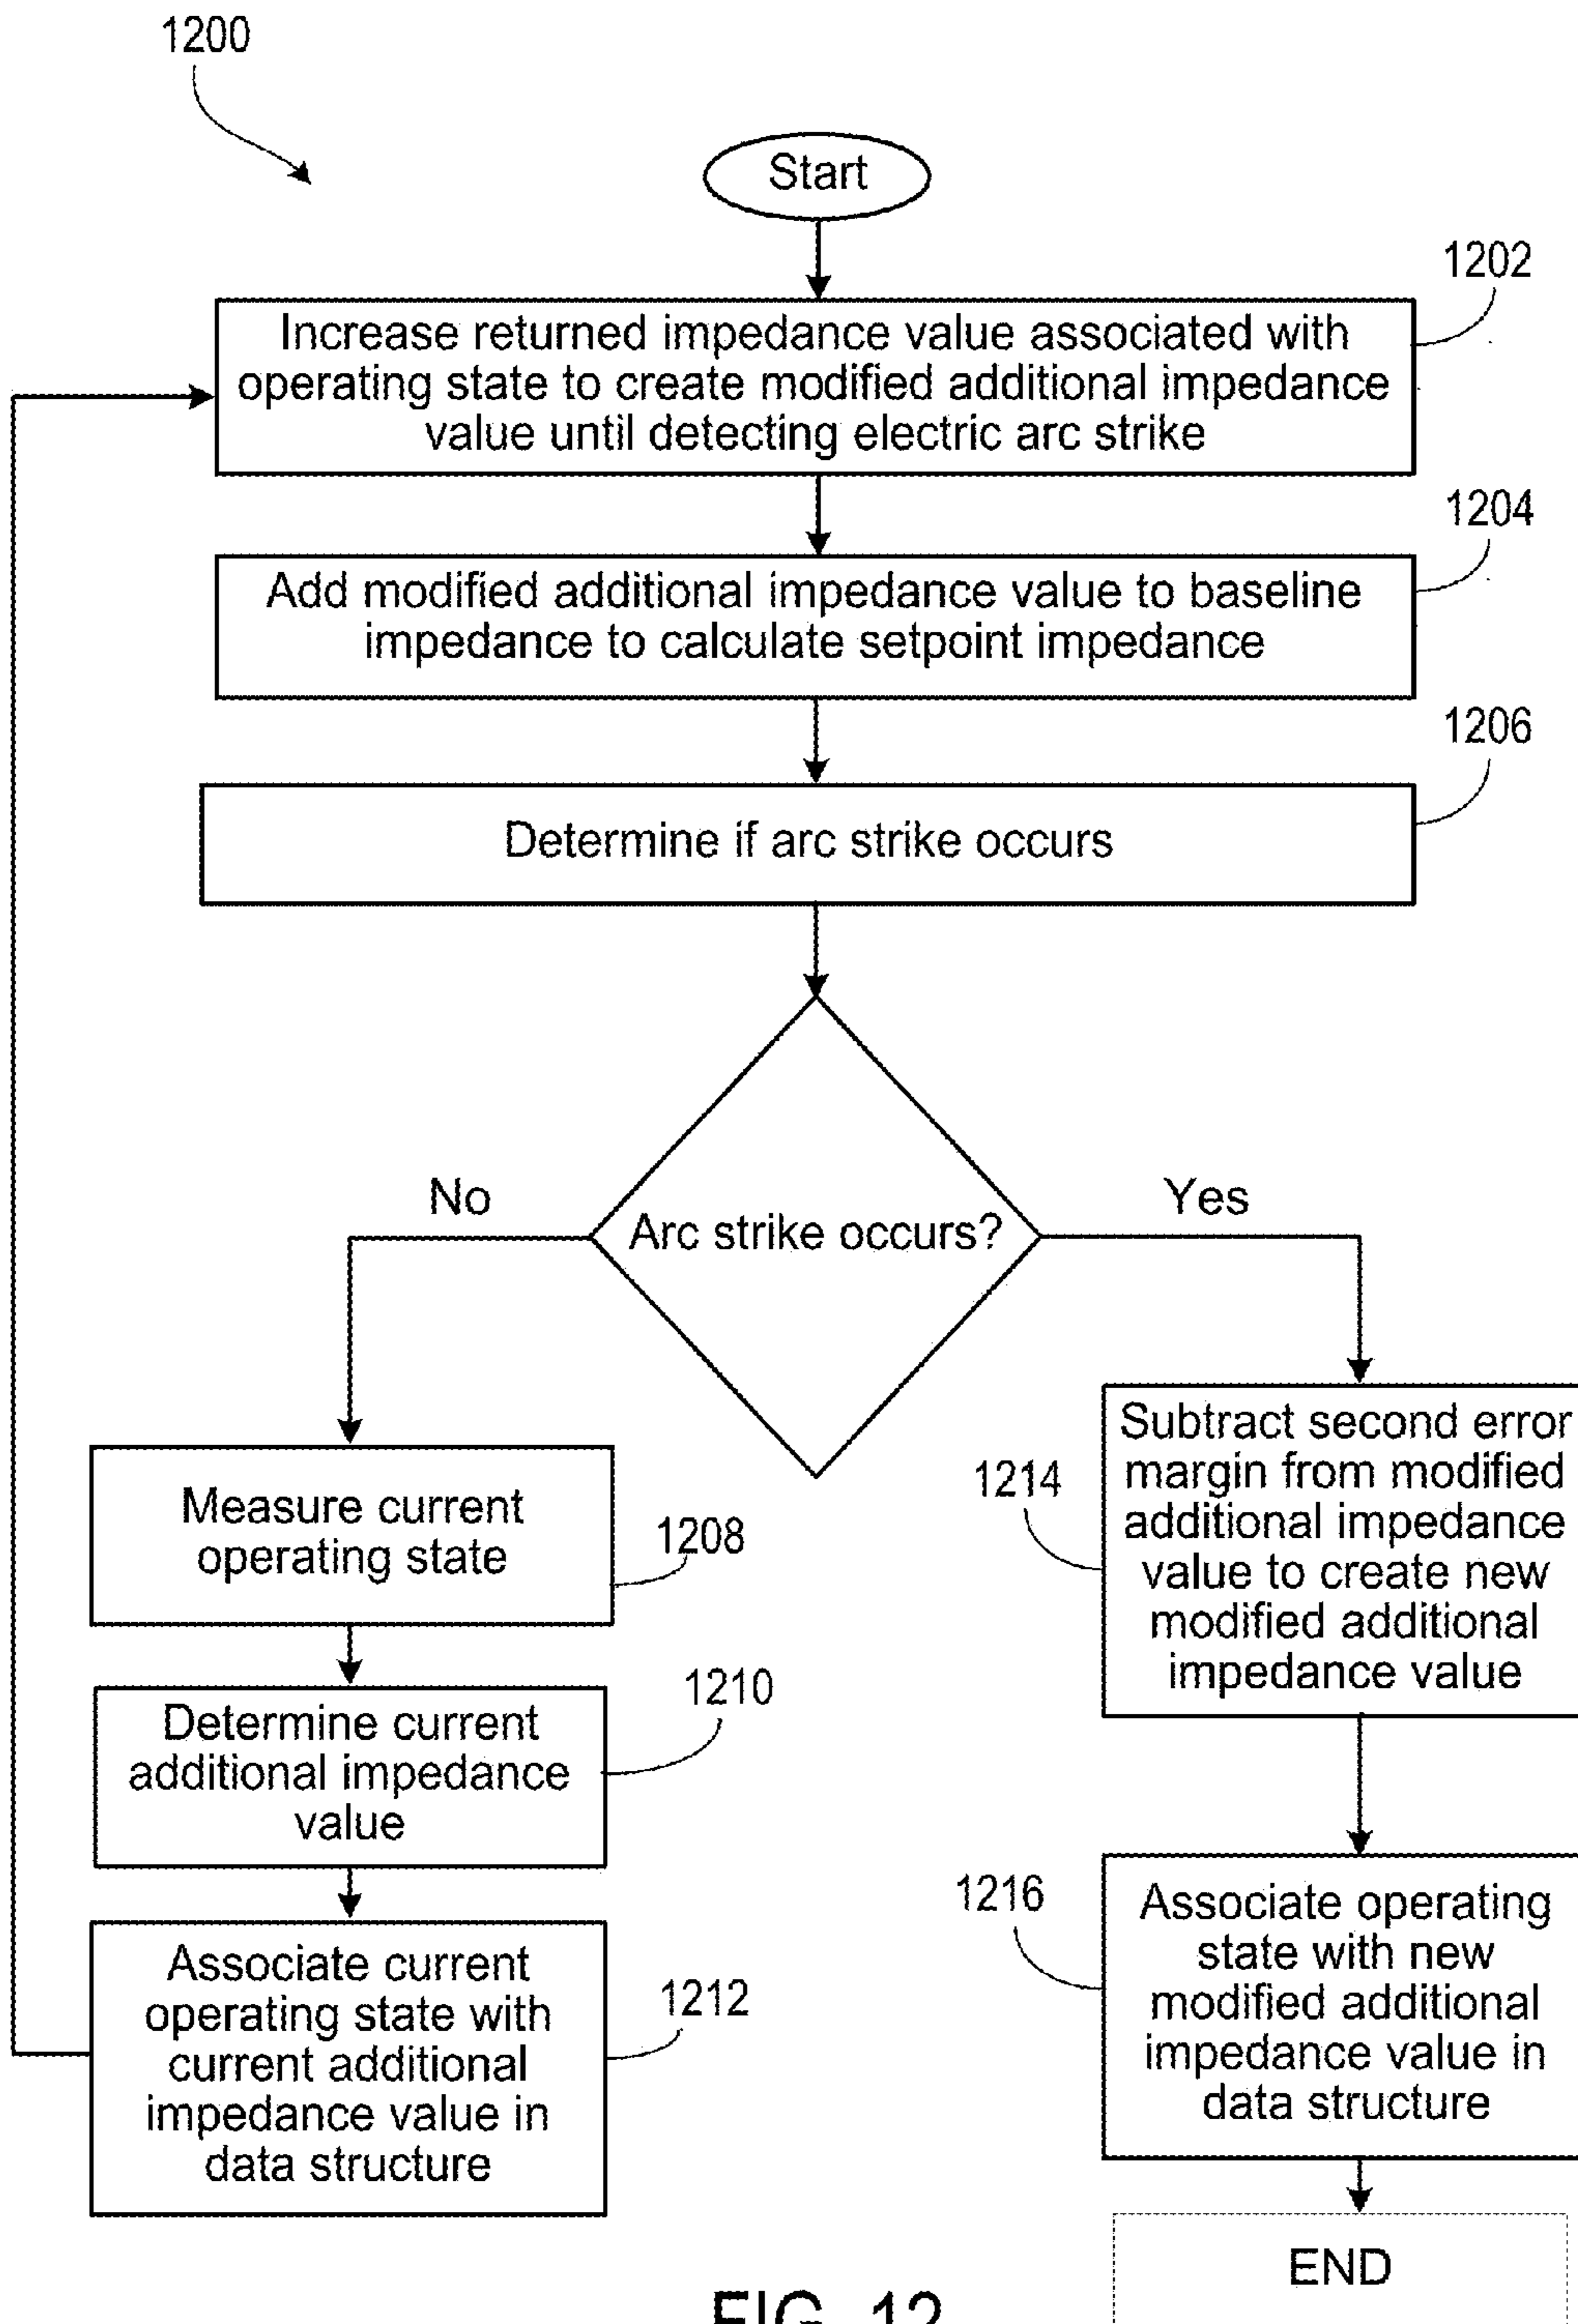 1200
Start
1202
Increase returned impedance value associated with
operating state to create modified additional impedance
value until detecting electric arc strike
1204
Add modified additional impedance value to baseline
impedance to calculate setpoint impedance
1206
Determine if arc strike occurs
No
Yes
Arc strike occurs?
Measure current
operating state
1208
Determine current
additional impedance
value
1210
Associate current
operating state with
current additional
impedance value in
data structure
1212
1214
Subtract second error
margin from modified
additional impedance
value to create new
modified additional
impedance value
1216
Associate operating
state with new
modified additional
impedance value in
data structure
END
FIG. 12